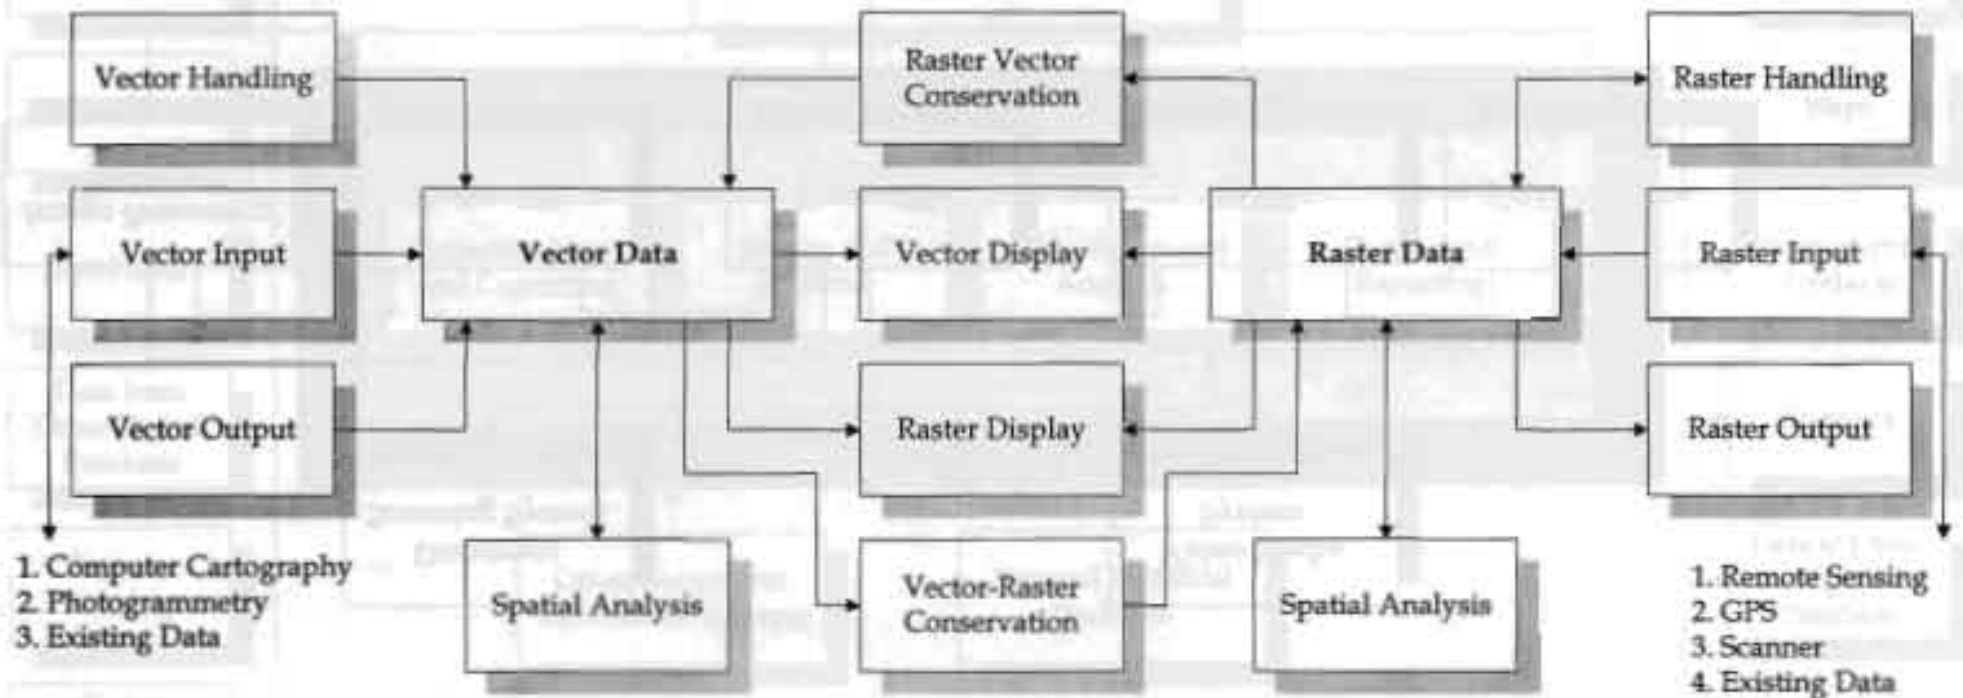 Vector Handling
Raster Vector
Conservation
Raster Handling
Vector Input
Vector Data
Vector Display
Raster Data
Raster Input
Vector Output
Raster Display
Raster Output
1. Computer Cartography
2. Photogrammetry
3. Existing Data
Spatial Analysis
Vector-Raster
Conservation
Spatial Analysis
1. Remote Sensing
2. GPS
3. Scanner
4. Existing Data